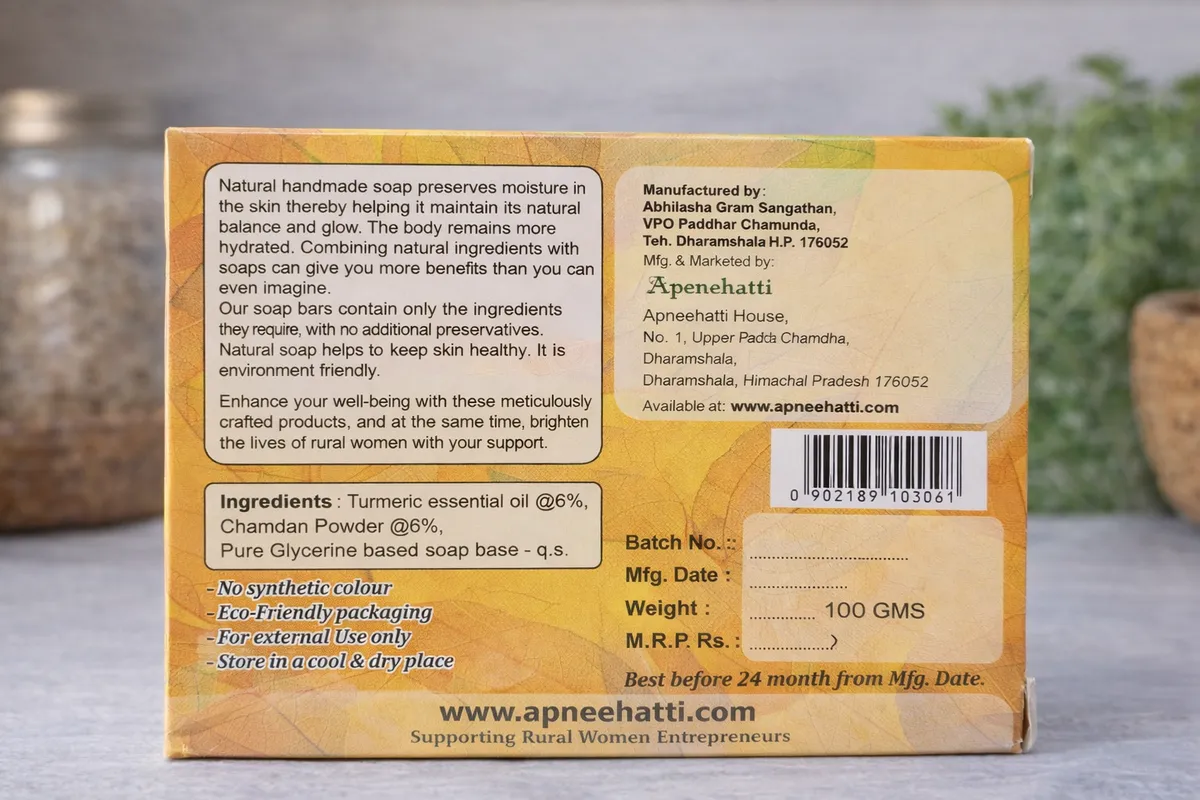 Natural handmade soap preserves moisture in
the skin thereby helping it maintain its natural
balance and glow. The body remains more
hydrated. Combining natural ingredients with
soaps can give you more benefits than you can
even imagine.
Our soap bars contain only the ingredients
they require, with no additional preservatives.
Natural soap helps to keep skin healthy. It is
environment friendly.
Enhance your well-being with these meticulously
crafted products, and at the same time, brighten
the lives of rural women with your support.
Ingredients : Turmeric essential oil @6%,
Chamdan Powder @6%,
Pure Glycerine based soap base - q.s.
- No synthetic colour
- Eco-Friendly packaging
- For external Use only
- Store in a cool & dry place
Manufactured by:
Abhilasha Gram Sangathan,
VPO Paddhar Chamunda,
Teh. Dharamshala H.P. 176052
Mfg. & Marketed by:
Apenehatti
Apneehatti House,
No. 1, Upper Padda Chamdha,
Dharamshala,
Dharamshala, Himachal Pradesh 176052
Available at: www.apneehatti.com
0 902189 103061
Batch No. :: ........................................
Mfg. Date : ........................
Weight : ................ 100 GMS
M.R.P. Rs. : ....................)
Best before 24 month from Mfg. Date.
www.apneehatti.com
Supporting Rural Women Entrepreneurs